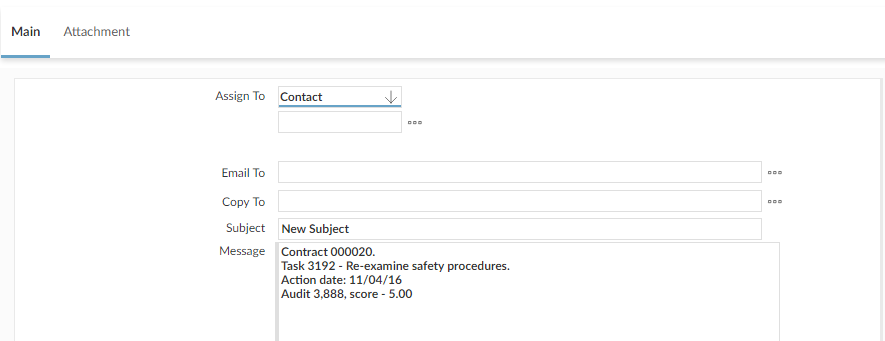 Main Attachment
Assign To Contact
Email To
Copy To
Subject New Subject
Message Contract 000020.
Task 3192 - Re-examine safety procedures.
Action date: 11/04/16
Audit 3,888, score - 5.00